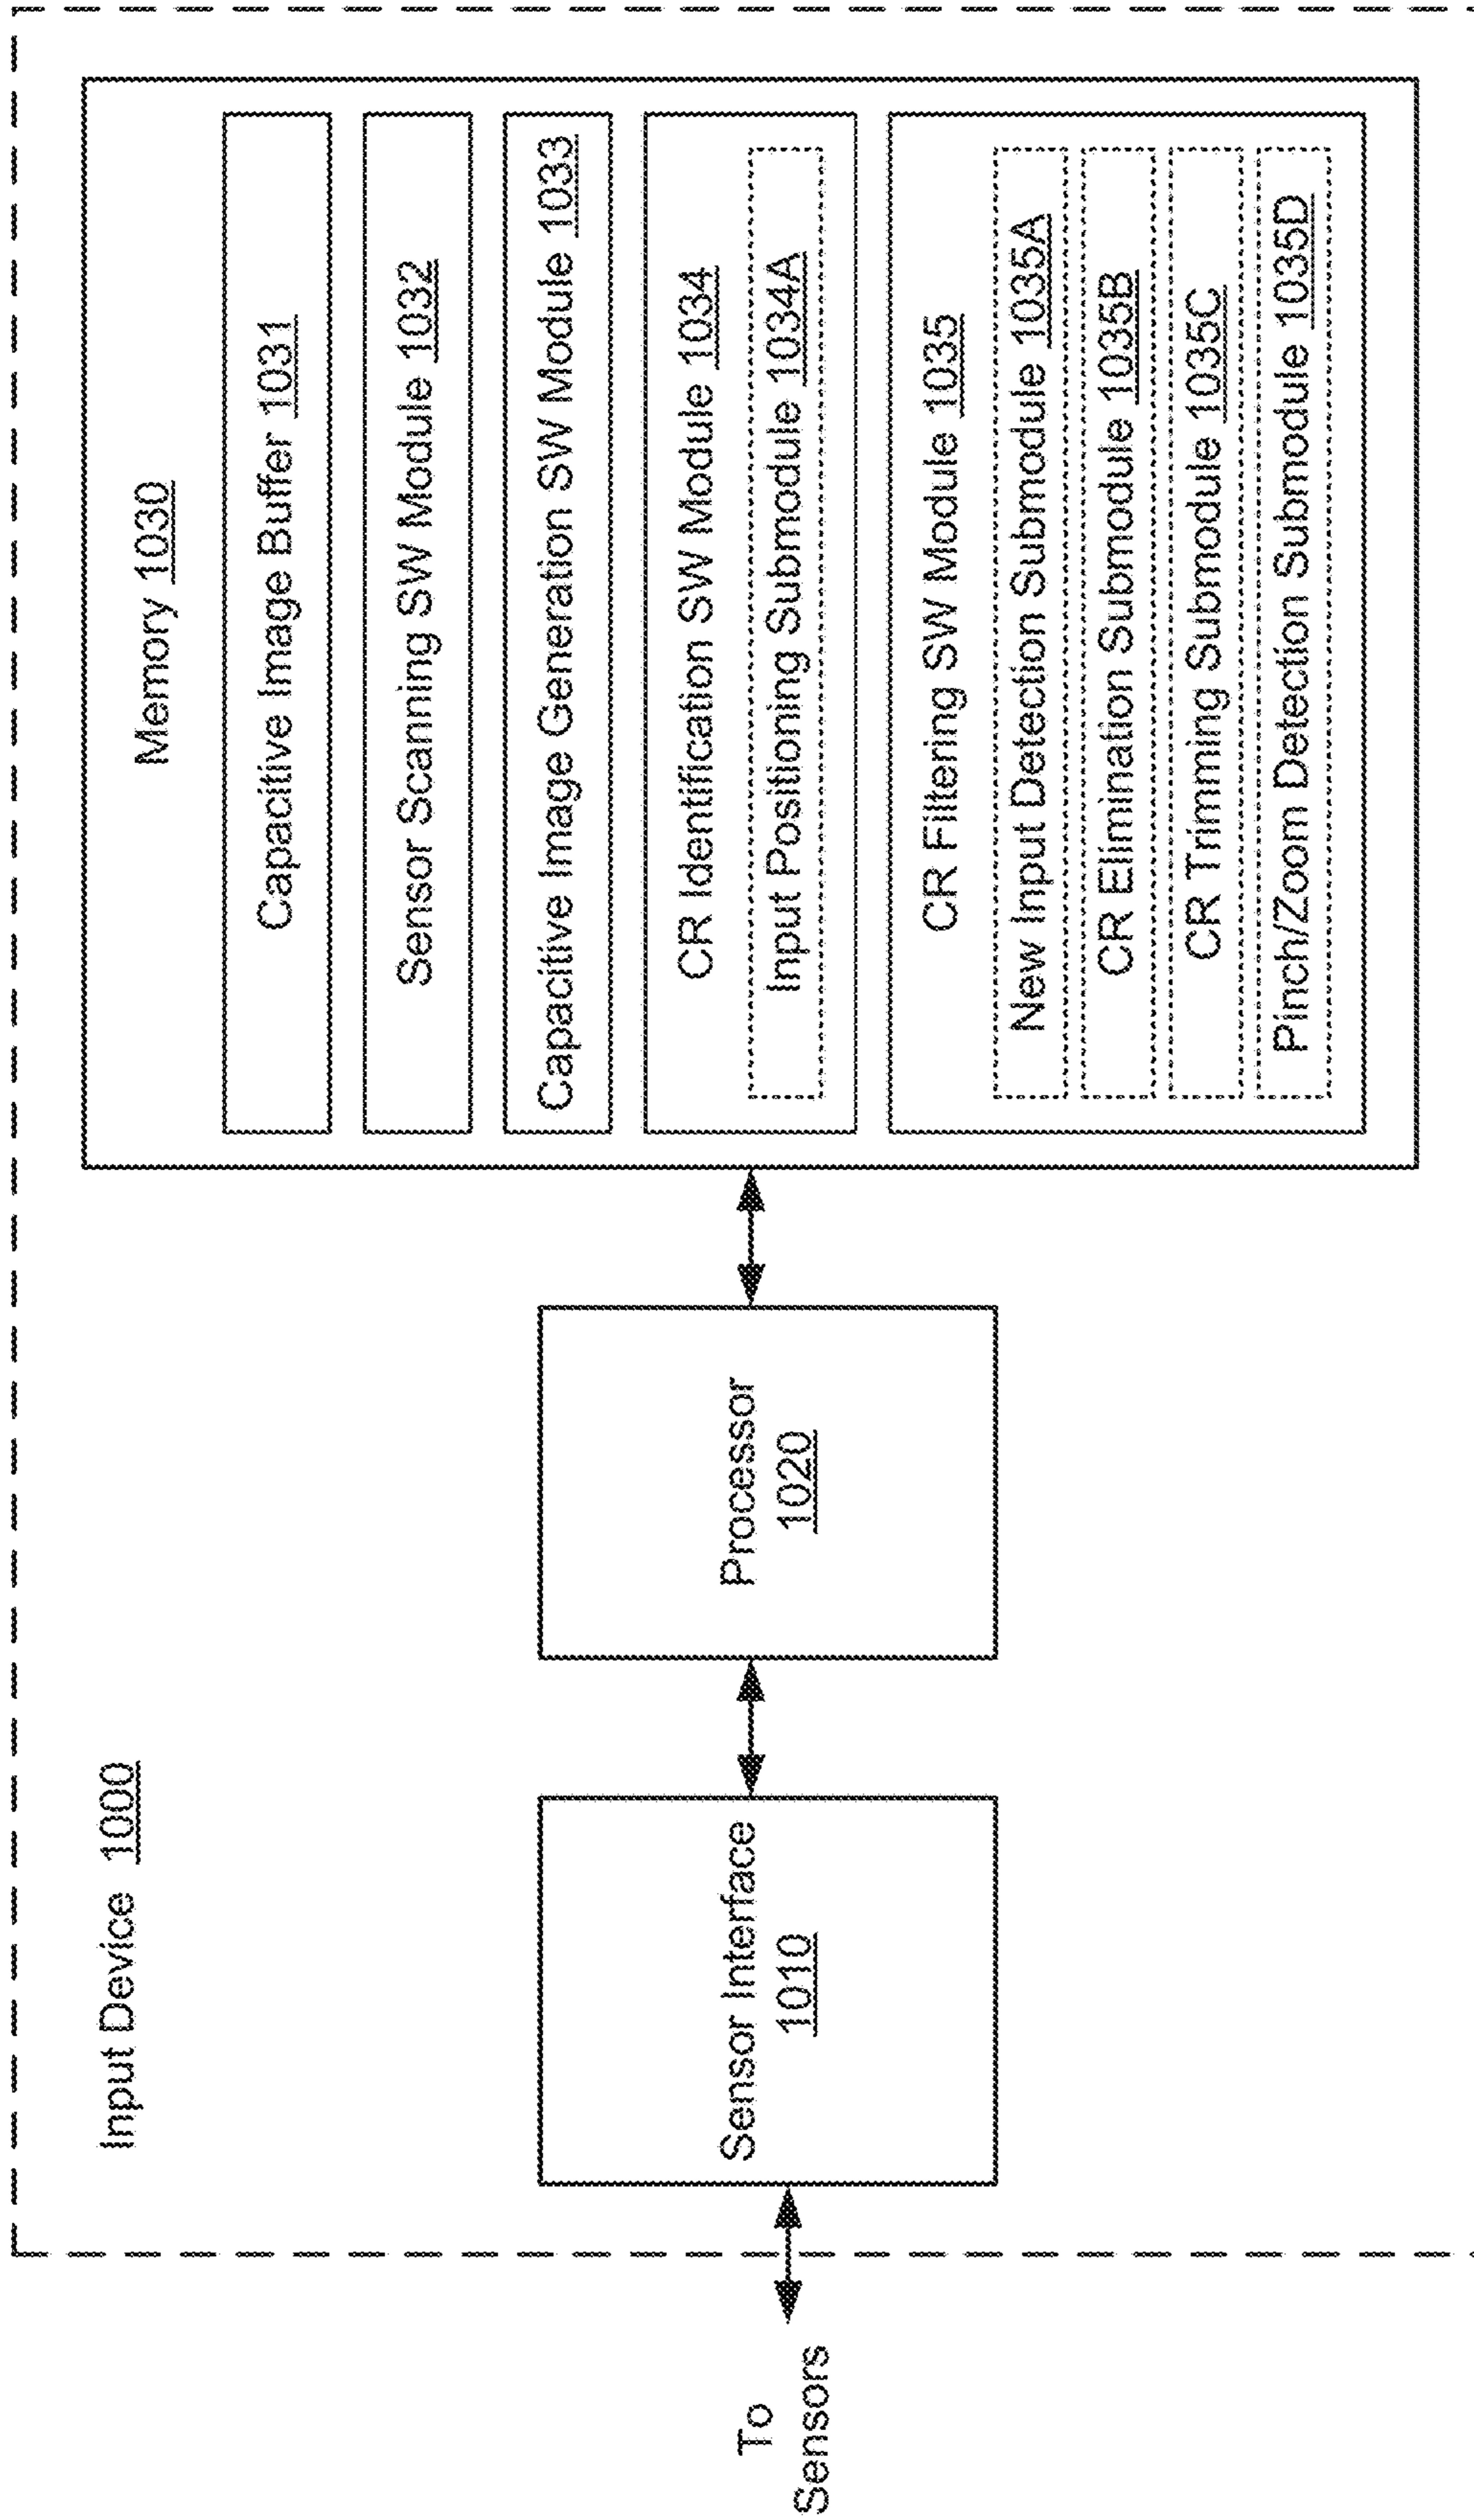 Input Device 1000
To
Sensors
Sensor Interface
1010
Processor
1020
Memory 1030
Capacitive Image Buffer 1031
Sensor Scanning SW Module 1032
Capacitive Image Generation SW Module 1033
CR Identification SW Module 1034
Input Positioning Submodule 1034A
CR Filtering SW Module 1035
New Input Detection Submodule 1035A
CR Elimination Submodule 1035B
CR Trimming Submodule 1035C
Pinch/Zoom Detection Submodule 1035D